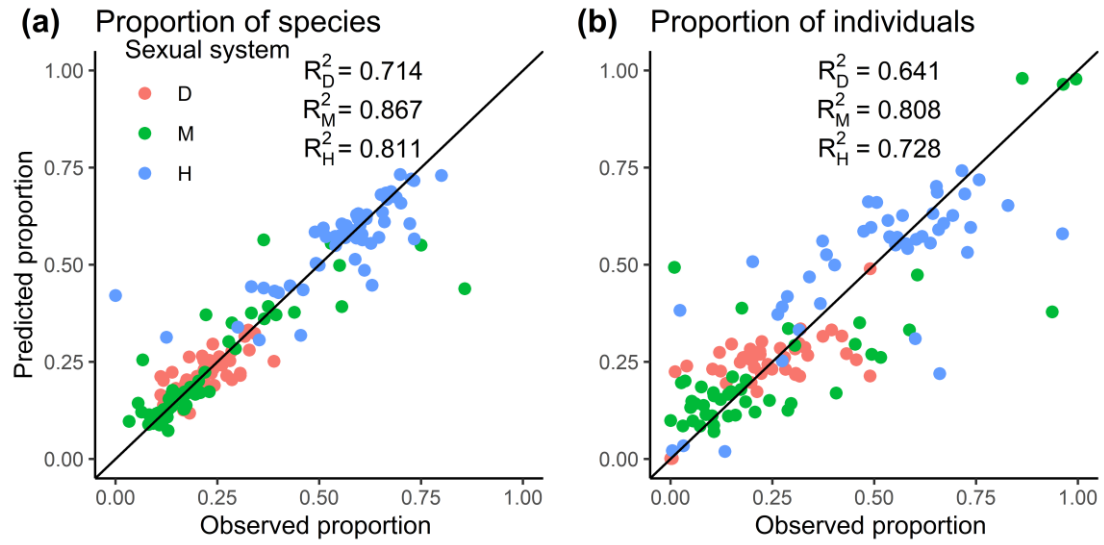 (a) Proportion of species
Sexual system
D
M
H
R²D = 0.714
R²M = 0.867
R²H = 0.811
1.00
0.75
0.50
0.25
0.00
Predicted proportion
0.00 0.25 0.50 0.75 1.00
Observed proportion
(b) Proportion of individuals
R²D = 0.641
R²M = 0.808
R²H = 0.728
1.00
0.75
0.50
0.25
0.00
0.00 0.25 0.50 0.75 1.00
Observed proportion